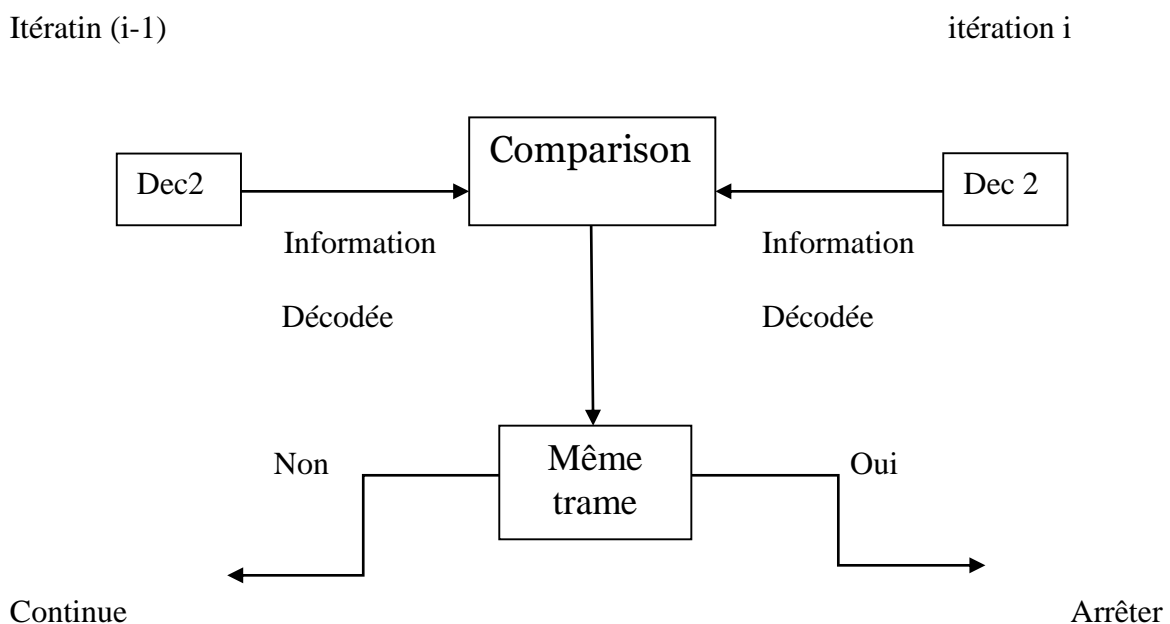 Itératin (i-1)
itération i
Comparison
Dec2
Dec 2
Information
Décodée
Information
Décodée
Non
Même
trame
Oui
Continue
Arrêter